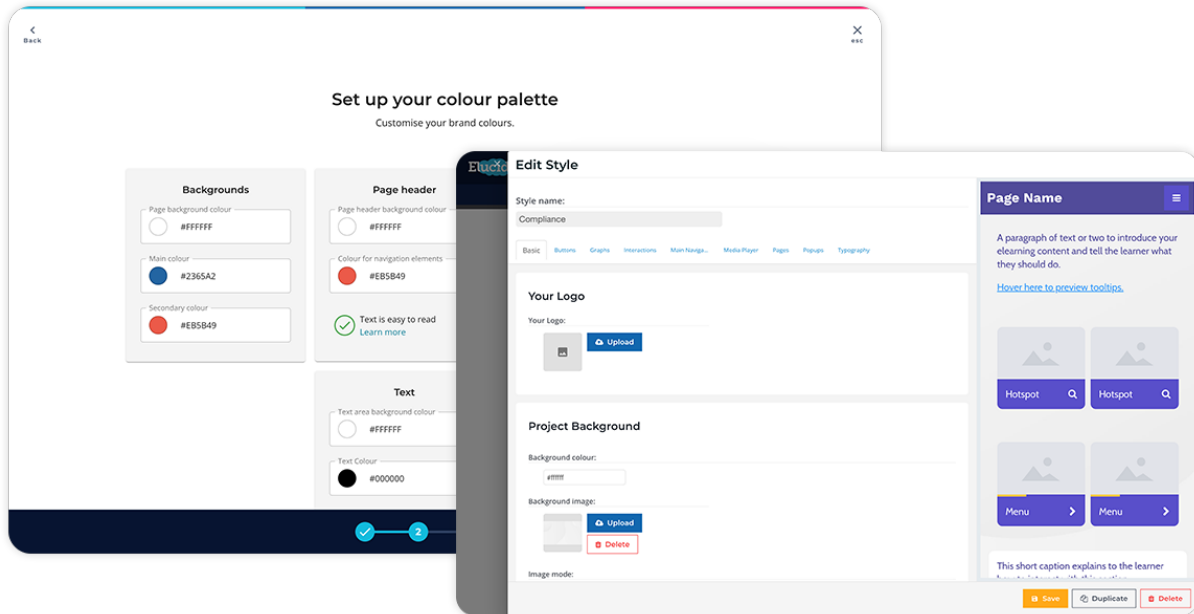 Back
esc
Set up your colour palette
Customise your brand colours.
Backgrounds
Page background colour
#FFFFFF
Main colour
#2365A2
Secondary colour
#EB5B49
Page header
Page header background colour
#FFFFFF
Colour for navigation elements
#EB5B49
Text is easy to read
Learn more
Text
Text area background colour
#FFFFFF
Text Colour
#000000
2
Edit Style
Style name:
Compliance
Basic Buttons Graphs Interactions Main Naviga... Media Player Pages Popups Typography
Your Logo
Your Logo:
Upload
Project Background
Background colour:
#ffffff
Background image:
Upload
Delete
Image mode:
Page Name
A paragraph of text or two to introduce your
elearning content and tell the learner what
they should do.
Hover here to preview tooltips.
Hotspot Hotspot
Menu Menu
This short caption explains to the learner
Save Duplicate Delete